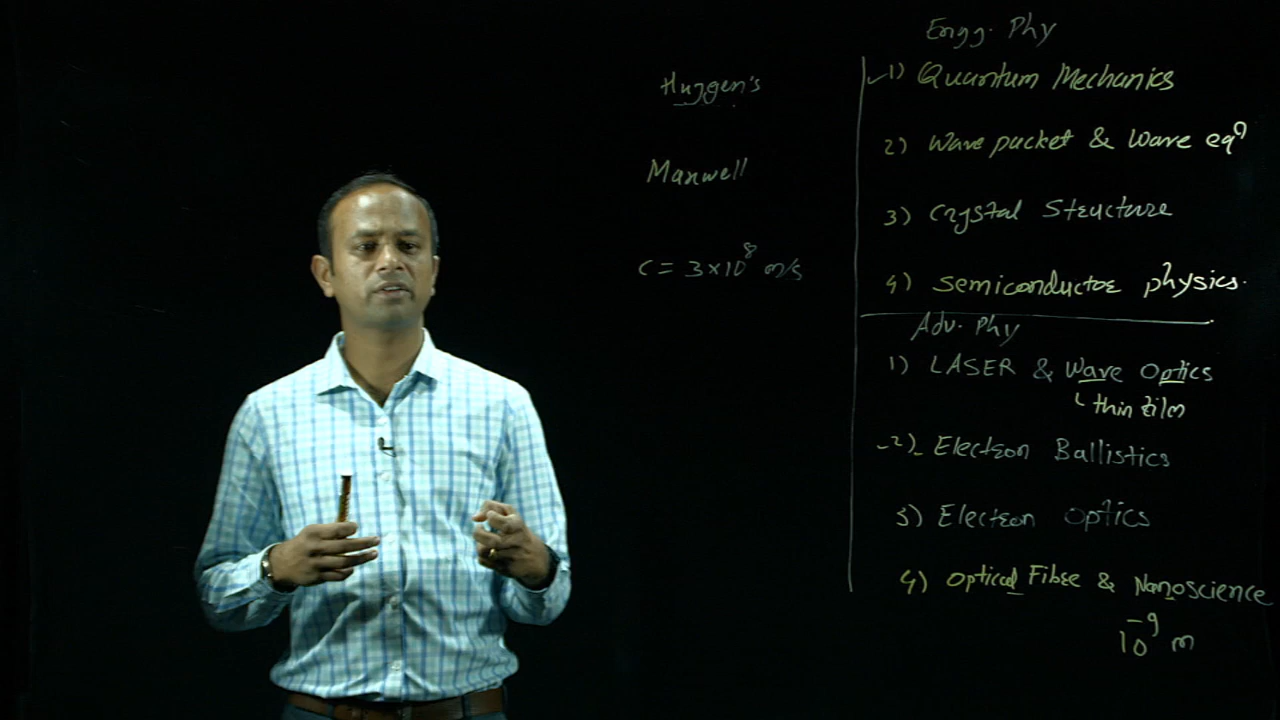 Huygen's
Maxwell
C = 3×10⁸ m/s
Engg. Phy
1) Quantum Mechanics
2) Wave packet & Wave eqⁿ
3) Crystal Structure
4) Semiconductor physics.
Adv. Phy
1) LASER & Wave Optics
thin film
2) Electron Ballistics
3) Electron Optics
4) Optical Fibre & Nanoscience
10⁻⁹ m